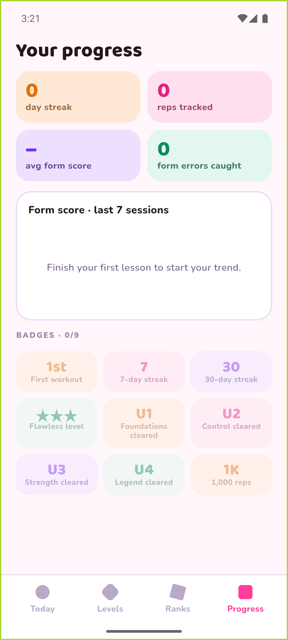 3:21
Your progress
0
day streak
0
reps tracked
–
avg form score
0
form errors caught
Form score · last 7 sessions
Finish your first lesson to start your trend.
BADGES · 0/9
1st
First workout
7
7-day streak
30
30-day streak
★★★
Flawless level
U1
Foundations
cleared
U2
Control cleared
U3
Strength cleared
U4
Legend cleared
1K
1,000 reps
Today
Levels
Ranks
Progress